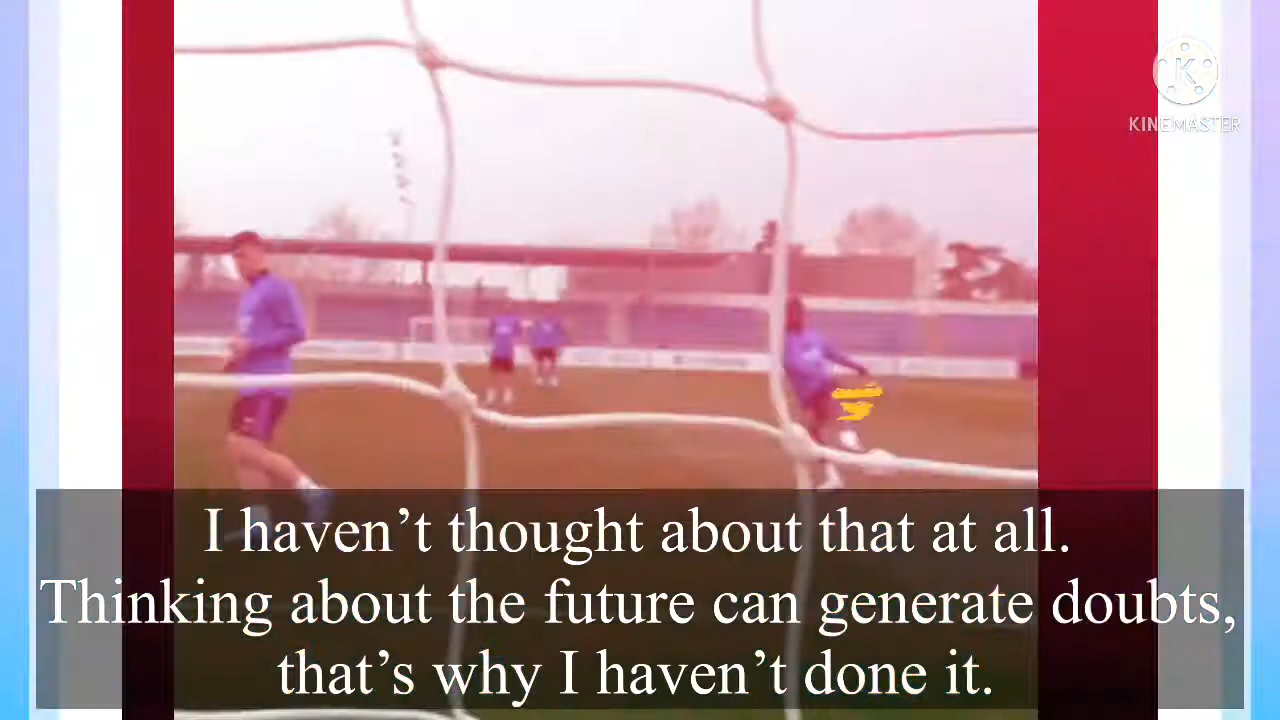 K
KINEMASTER
I haven’t thought about that at all.
Thinking about the future can generate doubts,
that’s why I haven’t done it.